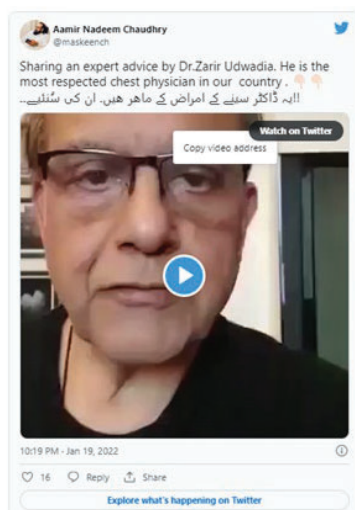 Aamir Nadeem Chaudhry
@maskeench
Sharing an expert advice by Dr.Zarir Udwadia. He is the
most respected chest physician in our country . 👇🏻👇🏻
!!یہ ڈاکٹر سینے کے امراض کے ماھر ھیں۔ ان کی سُنئیے...
Watch on Twitter
Copy video address
10:19 PM - Jan 19, 2022
16 Reply Share
Explore what's happening on Twitter